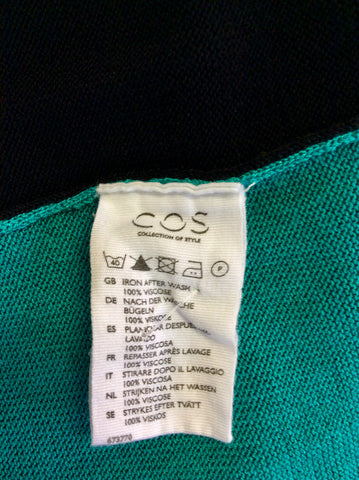 COS
COLLECTION OF STYLE
40 P
GB IRON AFTER WASH
100% VISCOSE
DE NACH DER
BÜGELN
100% VISKOSE
ES PLANCHAR DESPUÉS
LAVADO
100% VISCOSA
FR REPASSER APRÈS LAVAGE
100% VISCOSE
IT STIRARE DOPO IL LAVAGGIO
100% VISCOSA
NL STRIJKEN NA HET WASSEN
100% VISCOSE
SE STRYKES EFTER TVÄTT
100% VISKOS
673770